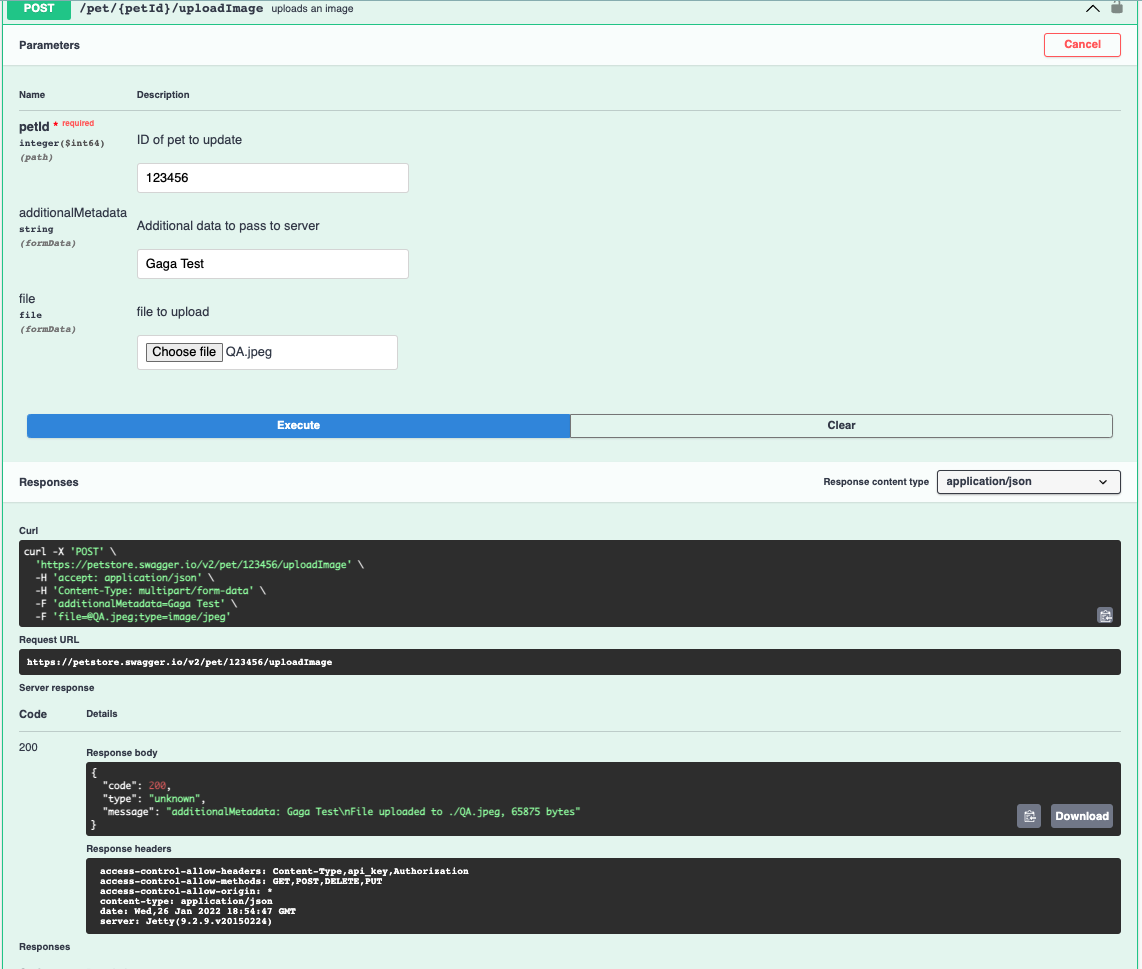 POST /pet/{petId}/uploadImage uploads an image
Parameters
Cancel
Name Description
petId * required
integer($int64)
(path)
ID of pet to update
123456
additionalMetadata
string
(formData)
Additional data to pass to server
Gaga Test
file
file
(formData)
file to upload
Choose file QA.jpeg
Execute Clear
Responses Response content type application/json
Curl
curl -X 'POST' \
'https://petstore.swagger.io/v2/pet/123456/uploadImage' \
-H 'accept: application/json' \
-H 'Content-Type: multipart/form-data' \
-F 'additionalMetadata=Gaga Test' \
-F 'file=@QA.jpeg;type=image/jpeg'
Request URL
https://petstore.swagger.io/v2/pet/123456/uploadImage
Server response
Code Details
200
Response body
{
"code": 200,
"type": "unknown",
"message": "additionalMetadata: Gaga Test\nFile uploaded to ./QA.jpeg, 65875 bytes"
}
Download
Response headers
access-control-allow-headers: Content-Type,api_key,Authorization
access-control-allow-methods: GET,POST,DELETE,PUT
access-control-allow-origin: *
content-type: application/json
date: Wed,26 Jan 2022 18:54:47 GMT
server: Jetty(9.2.9.v20150224)
Responses